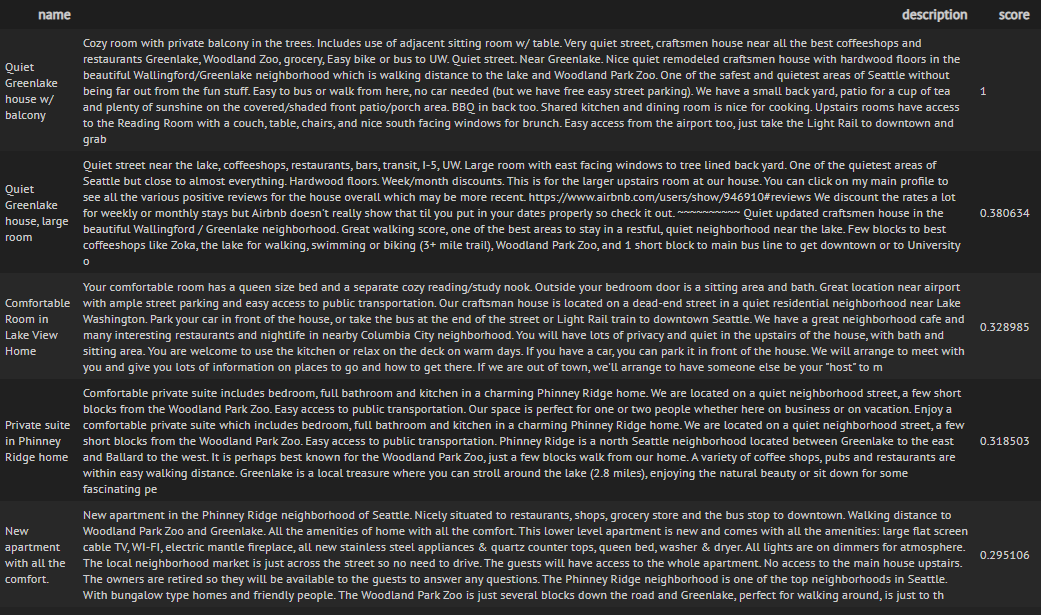 name description score
Quiet Greenlake house w/ balcony
Cozy room with private balcony in the trees. Includes use of adjacent sitting room w/ table. Very quiet street, craftsmen house near all the best coffeeshops and
restaurants Greenlake, Woodland Zoo, grocery, Easy bike or bus to UW. Quiet street. Near Greenlake. Nice quiet remodeled craftsmen house with hardwood floors in the
beautiful Wallingford/Greenlake neighborhood which is walking distance to the lake and Woodland Park Zoo. One of the safest and quietest areas of Seattle without
being far out from the fun stuff. Easy to bus or walk from here, no car needed (but we have free easy street parking). We have a small back yard, patio for a cup of tea
and plenty of sunshine on the covered/shaded front patio/porch area. BBQ in back too. Shared kitchen and dining room is nice for cooking. Upstairs rooms have access
to the Reading Room with a couch, table, chairs, and nice south facing windows for brunch. Easy access from the airport too, just take the Light Rail to downtown and
grab
1
Quiet Greenlake house, large room
Quiet street near the lake, coffeeshops, restaurants, bars, transit, I-5, UW. Large room with east facing windows to tree lined back yard. One of the quietest areas of
Seattle but close to almost everything. Hardwood floors. Week/month discounts. This is for the larger upstairs room at our house. You can click on my main profile to
see all the various positive reviews for the house overall which may be more recent. https://www.airbnb.com/users/show/946910#reviews We discount the rates a lot
for weekly or monthly stays but Airbnb doesn't really show that til you put in your dates properly so check it out. ~~~~~~~~~~ Quiet updated craftsmen house in the
beautiful Wallingford / Greenlake neighborhood. Great walking score, one of the best areas to stay in a restful, quiet neighborhood near the lake. Few blocks to best
coffeeshops like Zoka, the lake for walking, swimming or biking (3+ mile trail), Woodland Park Zoo, and 1 short block to main bus line to get downtown or to University
o
0.380634
Comfortable Room in Lake View Home
Your comfortable room has a queen size bed and a separate cozy reading/study nook. Outside your bedroom door is a sitting area and bath. Great location near airport
with ample street parking and easy access to public transportation. Our craftsman house is located on a dead-end street in a quiet residential neighborhood near Lake
Washington. Park your car in front of the house, or take the bus at the end of the street or Light Rail train to downtown Seattle. We have a great neighborhood cafe and
many interesting restaurants and nightlife in nearby Columbia City neighborhood. You will have lots of privacy and quiet in the upstairs of the house, with bath and
sitting area. You are welcome to use the kitchen or relax on the deck on warm days. If you have a car, you can park it in front of the house. We will arrange to meet with
you and give you lots of information on places to go and how to get there. If we are out of town, we'll arrange to have someone else be your "host" to m
0.328985
Private suite in Phinney Ridge home
Comfortable private suite includes bedroom, full bathroom and kitchen in a charming Phinney Ridge home. We are located on a quiet neighborhood street, a few short
blocks from the Woodland Park Zoo. Easy access to public transportation. Our space is perfect for one or two people whether here on business or on vacation. Enjoy a
comfortable private suite which includes bedroom, full bathroom and kitchen in a charming Phinney Ridge home. We are located on a quiet neighborhood street, a few
short blocks from the Woodland Park Zoo. Easy access to public transportation. Phinney Ridge is a north Seattle neighborhood located between Greenlake to the east
and Ballard to the west. It is perhaps best known for the Woodland Park Zoo, just a few blocks walk from our home. A variety of coffee shops, pubs and restaurants are
within easy walking distance. Greenlake is a local treasure where you can stroll around the lake (2.8 miles), enjoying the natural beauty or sit down for some
fascinating pe
0.318503
New apartment with all the comfort.
New apartment in the Phinney Ridge neighborhood of Seattle. Nicely situated to restaurants, shops, grocery store and the bus stop to downtown. Walking distance to
Woodland Park Zoo and Greenlake. All the amenities of home with all the comfort. This lower level apartment is new and comes with all the amenities: large flat screen
cable TV, WI-FI, electric mantle fireplace, all new stainless steel appliances & quartz counter tops, queen bed, washer & dryer. All lights are on dimmers for atmosphere.
The local neighborhood market is just across the street so no need to drive. The guests will have access to the whole apartment. No access to the main house upstairs.
The owners are retired so they will be available to the guests to answer any questions. The Phinney Ridge neighborhood is one of the top neighborhoods in Seattle.
With bungalow type homes and friendly people. The Woodland Park Zoo is just several blocks down the road and Greenlake, perfect for walking around, is just to th
0.295106